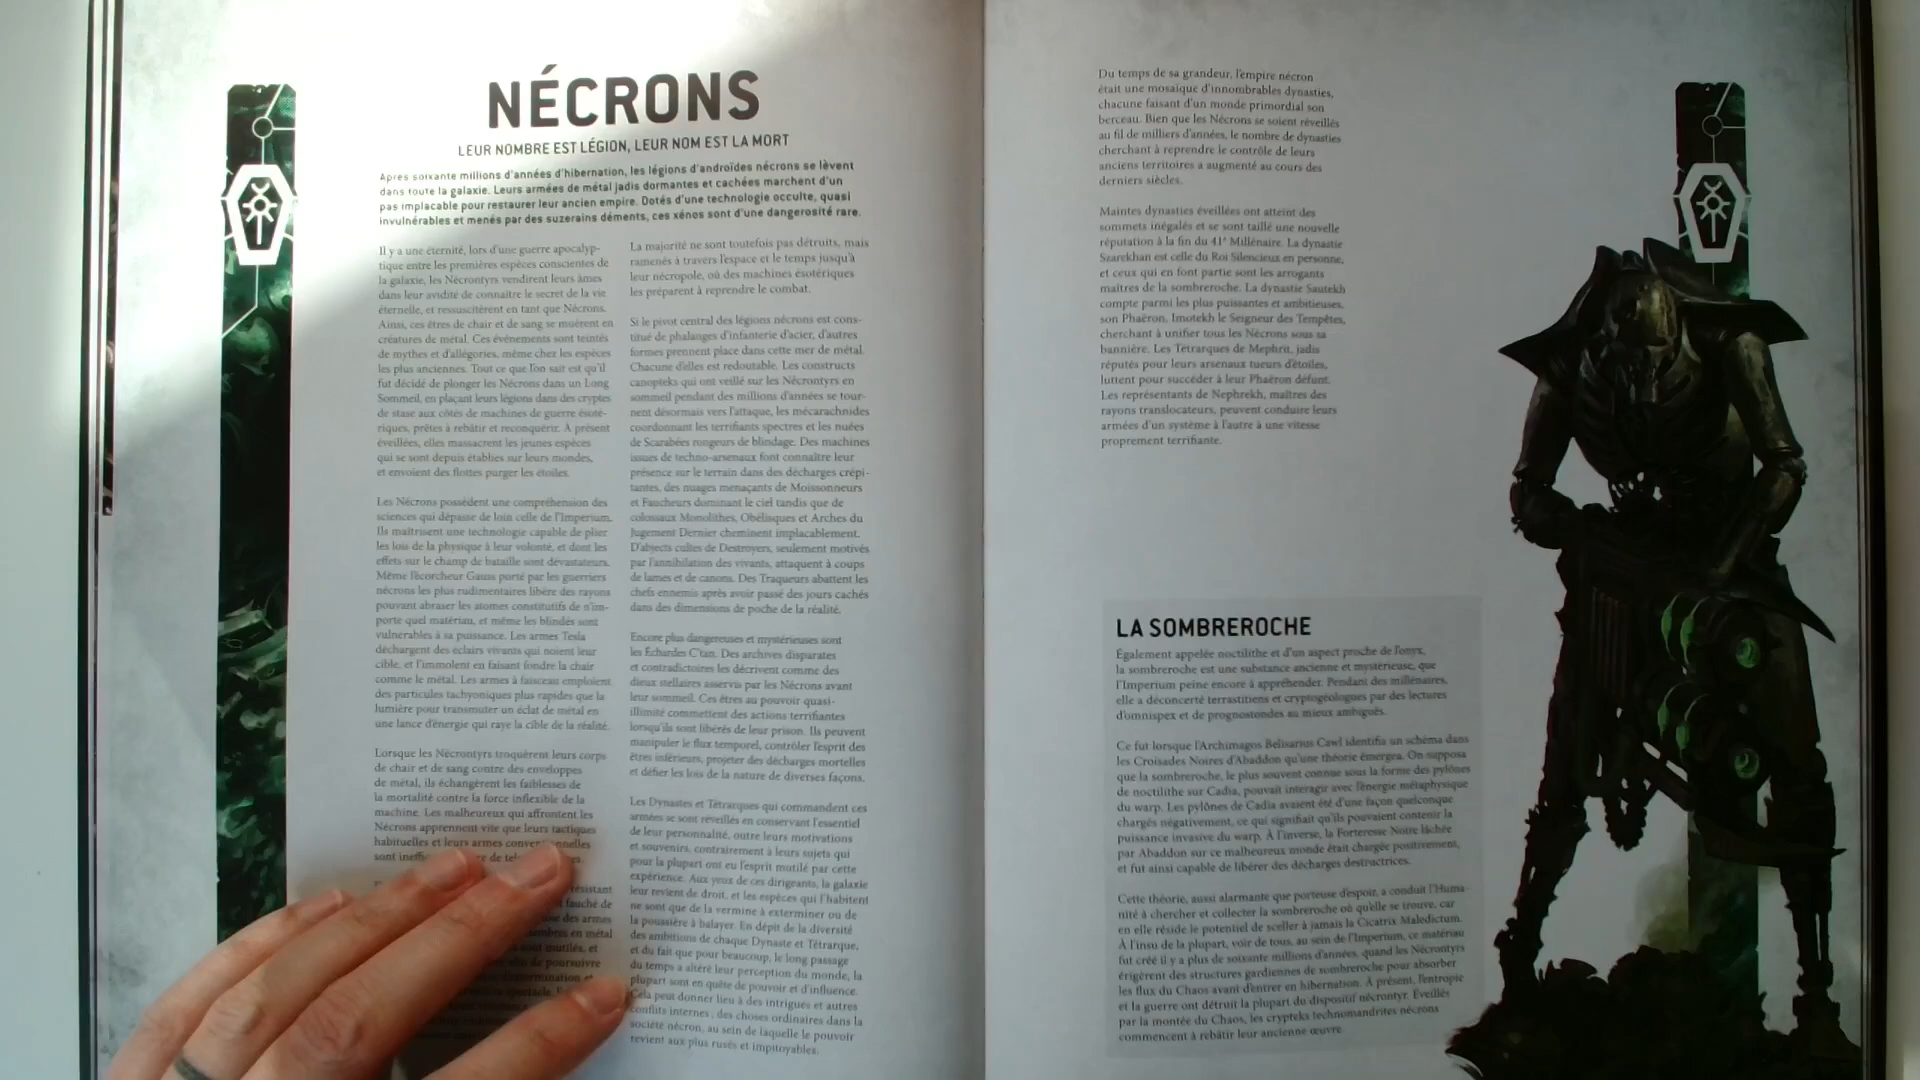 NÉCRONS
LEUR NOMBRE EST LÉGION, LEUR NOM EST LA MORT
Après soixante millions d'années d'hibernation, les légions d'androïdes nécrons se lèvent
dans toute la galaxie. Leurs armées de métal jadis dormantes et cachées marchent d'un
pas implacable pour restaurer leur ancien empire. Dotés d'une technologie occulte, quasi
invulnérables et menés par des suzerains déments, ces xénos sont d'une dangerosité rare.
Il y a une éternité, lors d'une guerre apocalyp-
tique entre les premières espèces conscientes de
la galaxie, les Nécrontyrs vendirent leurs âmes
dans leur avidité de connaître le secret de la vie
éternelle, et ressuscitèrent en tant que Nécrons.
Ainsi, ces êtres de chair et de sang se muèrent en
créatures de métal. Ces événements sont teintés
de mythes et d'allégories, même chez les espèces
les plus anciennes. Tout ce que l'on sait est qu'il
fut décidé de plonger les Nécrons dans un Long
Sommeil, en plaçant leurs légions dans des cryptes
de stase aux côtés de machines de guerre ésoté-
riques, prêtes à rebâtir et reconquérir. À présent
éveillées, elles massacrent les jeunes espèces
qui se sont depuis établies sur leurs mondes,
et envoient des flottes purger les étoiles.
Les Nécrons possèdent une compréhension des
sciences qui dépasse de loin celle de l'Imperium.
Ils maîtrisent une technologie capable de plier
les lois de la physique à leur volonté, et dont les
effets sur le champ de bataille sont dévastateurs.
Même l'écorcheur Gauss porté par les guerriers
nécrons les plus rudimentaires libère des rayons
pouvant abraser les atomes constitutifs de n'im-
porte quel matériau, et même les blindés sont
vulnérables à sa puissance. Les armes Tesla
déchargent des éclairs vivants qui noient leur
cible, et l'immolent en faisant fondre la chair
comme le métal. Les armes à faisceau emploient
des particules tachyoniques plus rapides que la
lumière pour transmuter un éclat de métal en
une lance d'énergie qui raye la cible de la réalité.
Lorsque les Nécrontyrs troquèrent leurs corps
de chair et de sang contre des enveloppes
de métal, ils échangèrent les faiblesses de
la mortalité contre la force inflexible de la
machine. Les malheureux qui affrontent les
Nécrons apprennent vite que leurs tactiques
habituelles et leurs armes conventionnelles
sont
résistant
fauché de
des armes
membres en métal
sont mutilés, et
de poursuivre
d'extermination et
La majorité ne sont toutefois pas détruits, mais
ramenés à travers l'espace et le temps jusqu'à
leur nécropole, où des machines ésotériques
les préparent à reprendre le combat.
Si le pivot central des légions nécrons est cons-
titué de phalanges d'infanterie d'acier, d'autres
formes prennent place dans cette mer de métal.
Chacune d'elles est redoutable. Les constructs
canopteks qui ont veillé sur les Nécrontyrs en
sommeil pendant des millions d'années se tour-
nent désormais vers l'attaque, les mécarachnides
coordonnant les terrifiants spectres et les nuées
de Scarabées rongeurs de blindage. Des machines
issues de techno-arsenaux font connaître leur
présence sur le terrain dans des décharges crépi-
tantes, des nuages menaçants de Moissonneurs
et Faucheurs dominant le ciel tandis que de
colossaux Monolithes, Obélisques et Arches du
Jugement Dernier cheminent implacablement.
D'abjects cultes de Destroyers, seulement motivés
par l'annihilation des vivants, attaquent à coups
de lames et de canons. Des Traqueurs abattent les
chefs ennemis après avoir passé des jours cachés
dans des dimensions de poche de la réalité.
Encore plus dangereuses et mystérieuses sont
les Échardes C'tan. Des archives disparates
et contradictoires les décrivent comme des
dieux stellaires asservis par les Nécrons avant
leur sommeil. Ces êtres au pouvoir quasi-
illimité commettent des actions terrifiantes
lorsqu'ils sont libérés de leur prison. Ils peuvent
manipuler le flux temporel, contrôler l'esprit des
êtres inférieurs, projeter des décharges mortelles
et défier les lois de la nature de diverses façons.
Les Dynastes et Tétrarques qui commandent ces
armées se sont réveillés en conservant l'essentiel
de leur personnalité, outre leurs motivations
et souvenirs, contrairement à leurs sujets qui
pour la plupart ont eu l'esprit mutilé par cette
expérience. Aux yeux de ces dirigeants, la galaxie
leur revient de droit, et les espèces qui l'habitent
ne sont que de la vermine à exterminer ou de
la poussière à balayer. En dépit de la diversité
des ambitions de chaque Dynaste et Tétrarque,
et du fait que pour beaucoup, le long passage
du temps a altéré leur perception du monde, la
plupart sont en quête de pouvoir et d'influence.
Cela peut donner lieu à des intrigues et autres
conflits internes, des choses ordinaires dans la
société nécron, au sein de laquelle le pouvoir
revient aux plus rusés et impitoyables.
Du temps de sa grandeur, l'empire nécron
était une mosaïque d'innombrables dynasties,
chacune faisant d'un monde primordial son
berceau. Bien que les Nécrons se soient réveillés
au fil de milliers d'années, le nombre de dynasties
cherchant à reprendre le contrôle de leurs
anciens territoires a augmenté au cours des
derniers siècles.
Maintes dynasties éveillées ont atteint des
sommets inégalés et se sont taillé une nouvelle
réputation à la fin du 41e Millénaire. La dynastie
Szarekhan est celle du Roi Silencieux en personne,
et ceux qui en font partie sont les arrogants
maîtres de la sombreroche. La dynastie Sautekh
compte parmi les plus puissantes et ambitieuses,
son Phaëron, Imotekh le Seigneur des Tempêtes,
cherchant à unifier tous les Nécrons sous sa
bannière. Les Tétrarques de Mephrit, jadis
réputés pour leurs arsenaux tueurs d'étoiles,
luttent pour succéder à leur Phaëron défunt.
Les représentants de Nephrekh, maîtres des
rayons translocateurs, peuvent conduire leurs
armées d'un système à l'autre à une vitesse
proprement terrifiante.
LA SOMBREROCHE
Également appelée noctilithe et d'un aspect proche de l'onyx,
la sombreroche est une substance ancienne et mystérieuse, que
l'Imperium peine encore à appréhender. Pendant des millénaires,
elle a déconcerté terrastitiens et cryptogéologues par des lectures
d'omnispex et de prognostondes au mieux ambiguës.
Ce fut lorsque l'Archimagos Belisarius Cawl identifia un schéma dans
les Croisades Noires d'Abaddon qu'une théorie émergea. On supposa
que la sombreroche, le plus souvent connue sous la forme des pylônes
de noctilithe sur Cadia, pouvait interagir avec l'énergie métaphysique
du warp. Les pylônes de Cadia avaient été d'une façon quelconque
chargés négativement, ce qui signifiait qu'ils pouvaient contenir la
puissance invasive du warp. À l'inverse, la Forteresse Noire lâchée
par Abaddon sur ce malheureux monde était chargée positivement,
et fut ainsi capable de libérer des décharges destructrices.
Cette théorie, aussi alarmante que porteuse d'espoir, a conduit l'Huma-
nité à chercher et collecter la sombreroche où qu'elle se trouve, car
en elle réside le potentiel de sceller à jamais la Cicatrix Maledictum.
À l'insu de la plupart, voir de tous, au sein de l'Imperium, ce matériau
fut créé il y a plus de soixante millions d'années, quand les Nécrontyrs
érigèrent des structures gardiennes de sombreroche pour absorber
les flux du Chaos avant d'entrer en hibernation. À présent, l'entropie
et la guerre ont détruit la plupart du dispositif nécrontyr. Éveillés
par la montée du Chaos, les crypteks technomandrites nécrons
commencent à rebâtir leur ancienne œuvre.